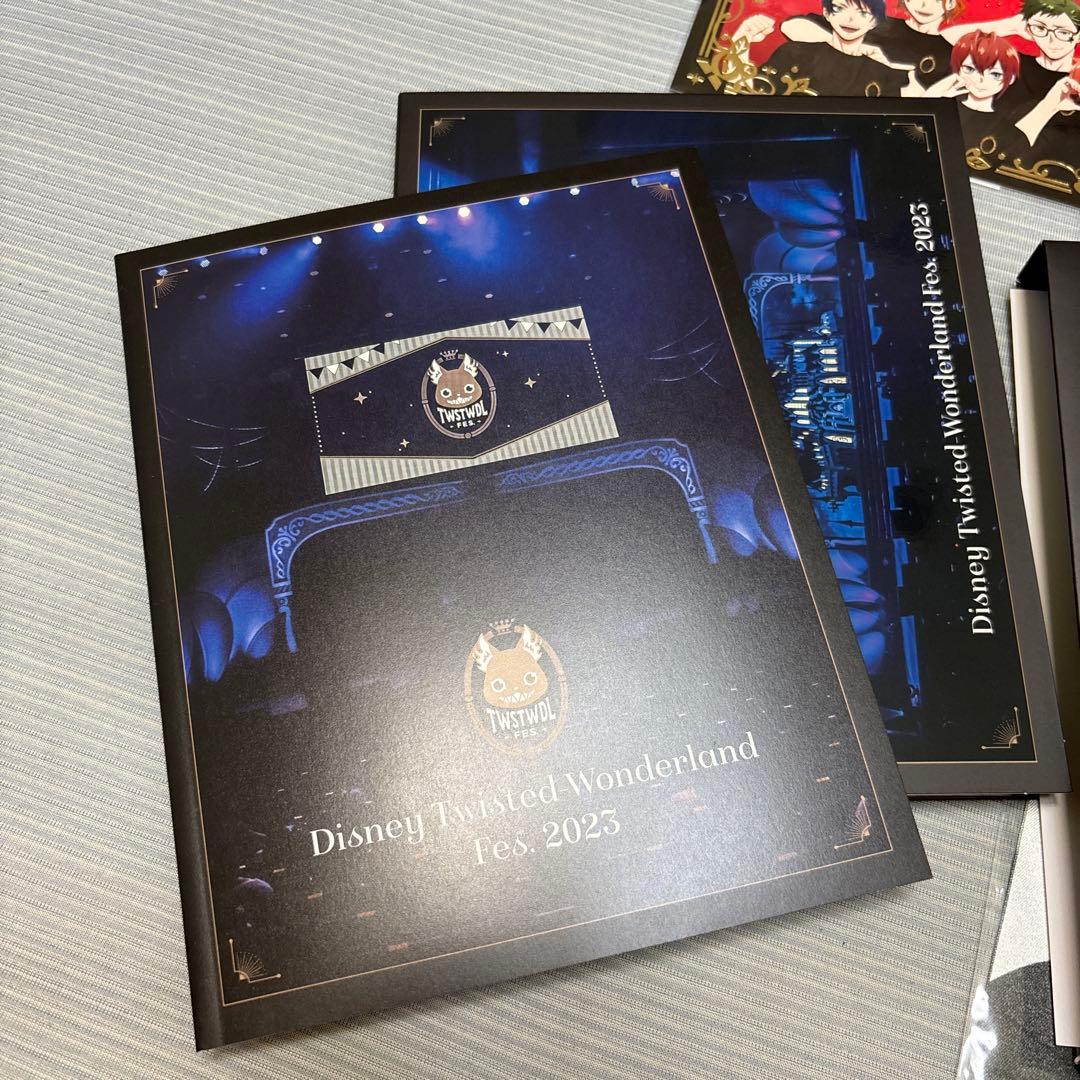 TWSTWDL
FES.
TWSTWDL
FES.
Disney Twisted-Wonderland
Fes. 2023
Disney Twisted-Wonderland Fes. 2023